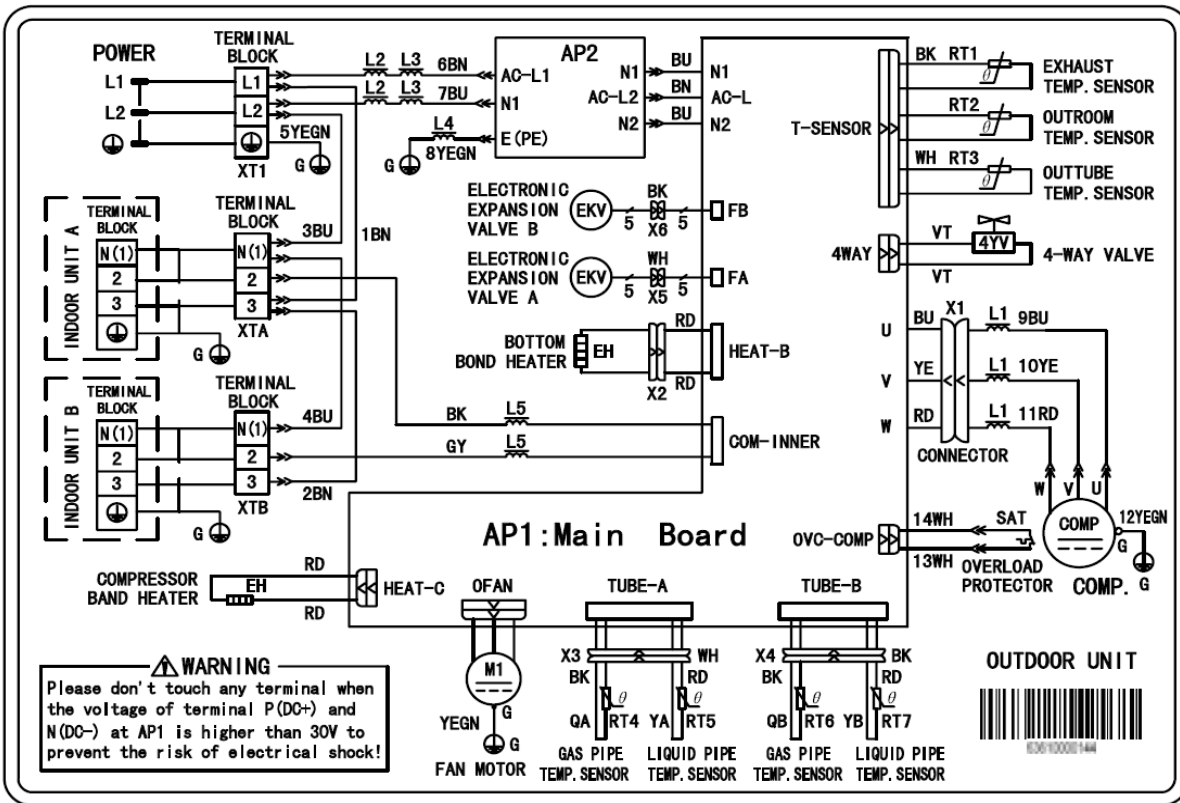 POWER
L1
L2
TERMINAL
BLOCK
L1
L2
XT1
5YEGN
G
L2
L3
6BN
L2
L3
7BU
L4
8YEGN
G
AP2
AC-L1
N1
E(PE)
N1
AC-L2
N2
BU
BN
BU
N1
AC-L
N2
T-SENSOR
BK RT1
θ
EXHAUST
TEMP. SENSOR
RT2
θ
OUTROOM
TEMP. SENSOR
WH RT3
θ
OUTTUBE
TEMP. SENSOR
INDOOR UNIT A
TERMINAL
BLOCK
N(1)
2
3
G
TERMINAL
BLOCK
N(1)
2
3
XTA
3BU
1BN
ELECTRONIC
EXPANSION
VALVE B
EKV
5
BK
X6
5
FB
ELECTRONIC
EXPANSION
VALVE A
EKV
5
WH
X5
5
FA
4WAY
VT
4YV
VT
4-WAY VALVE
BOTTOM
BOND HEATER
EH
X2
RD
RD
HEAT-B
U
V
W
BU
YE
RD
X1
CONNECTOR
L1 9BU
L1 10YE
L1 11RD
INDOOR UNIT B
TERMINAL
BLOCK
N(1)
2
3
G
TERMINAL
BLOCK
N(1)
2
3
XTB
4BU
2BN
BK
L5
GY
L5
COM-INNER
AP1:Main Board
OVC-COMP
14WH
SAT
13WH
OVERLOAD
PROTECTOR
W
V
U
COMP
12YEGN
G
G
COMP.
COMPRESSOR
BAND HEATER
RD
EH
RD
HEAT-C
OFAN
M1
YEGN
G
G
FAN MOTOR
TUBE-A
X3
WH
BK
RD
θ
θ
QA
RT4
YA
RT5
GAS PIPE
TEMP. SENSOR
LIQUID PIPE
TEMP. SENSOR
TUBE-B
X4
BK
BK
RD
θ
θ
QB
RT6
YB
RT7
GAS PIPE
TEMP. SENSOR
LIQUID PIPE
TEMP. SENSOR
WARNING
Please don't touch any terminal when
the voltage of terminal P(DC+) and
N(DC-) at AP1 is higher than 30V to
prevent the risk of electrical shock!
OUTDOOR UNIT